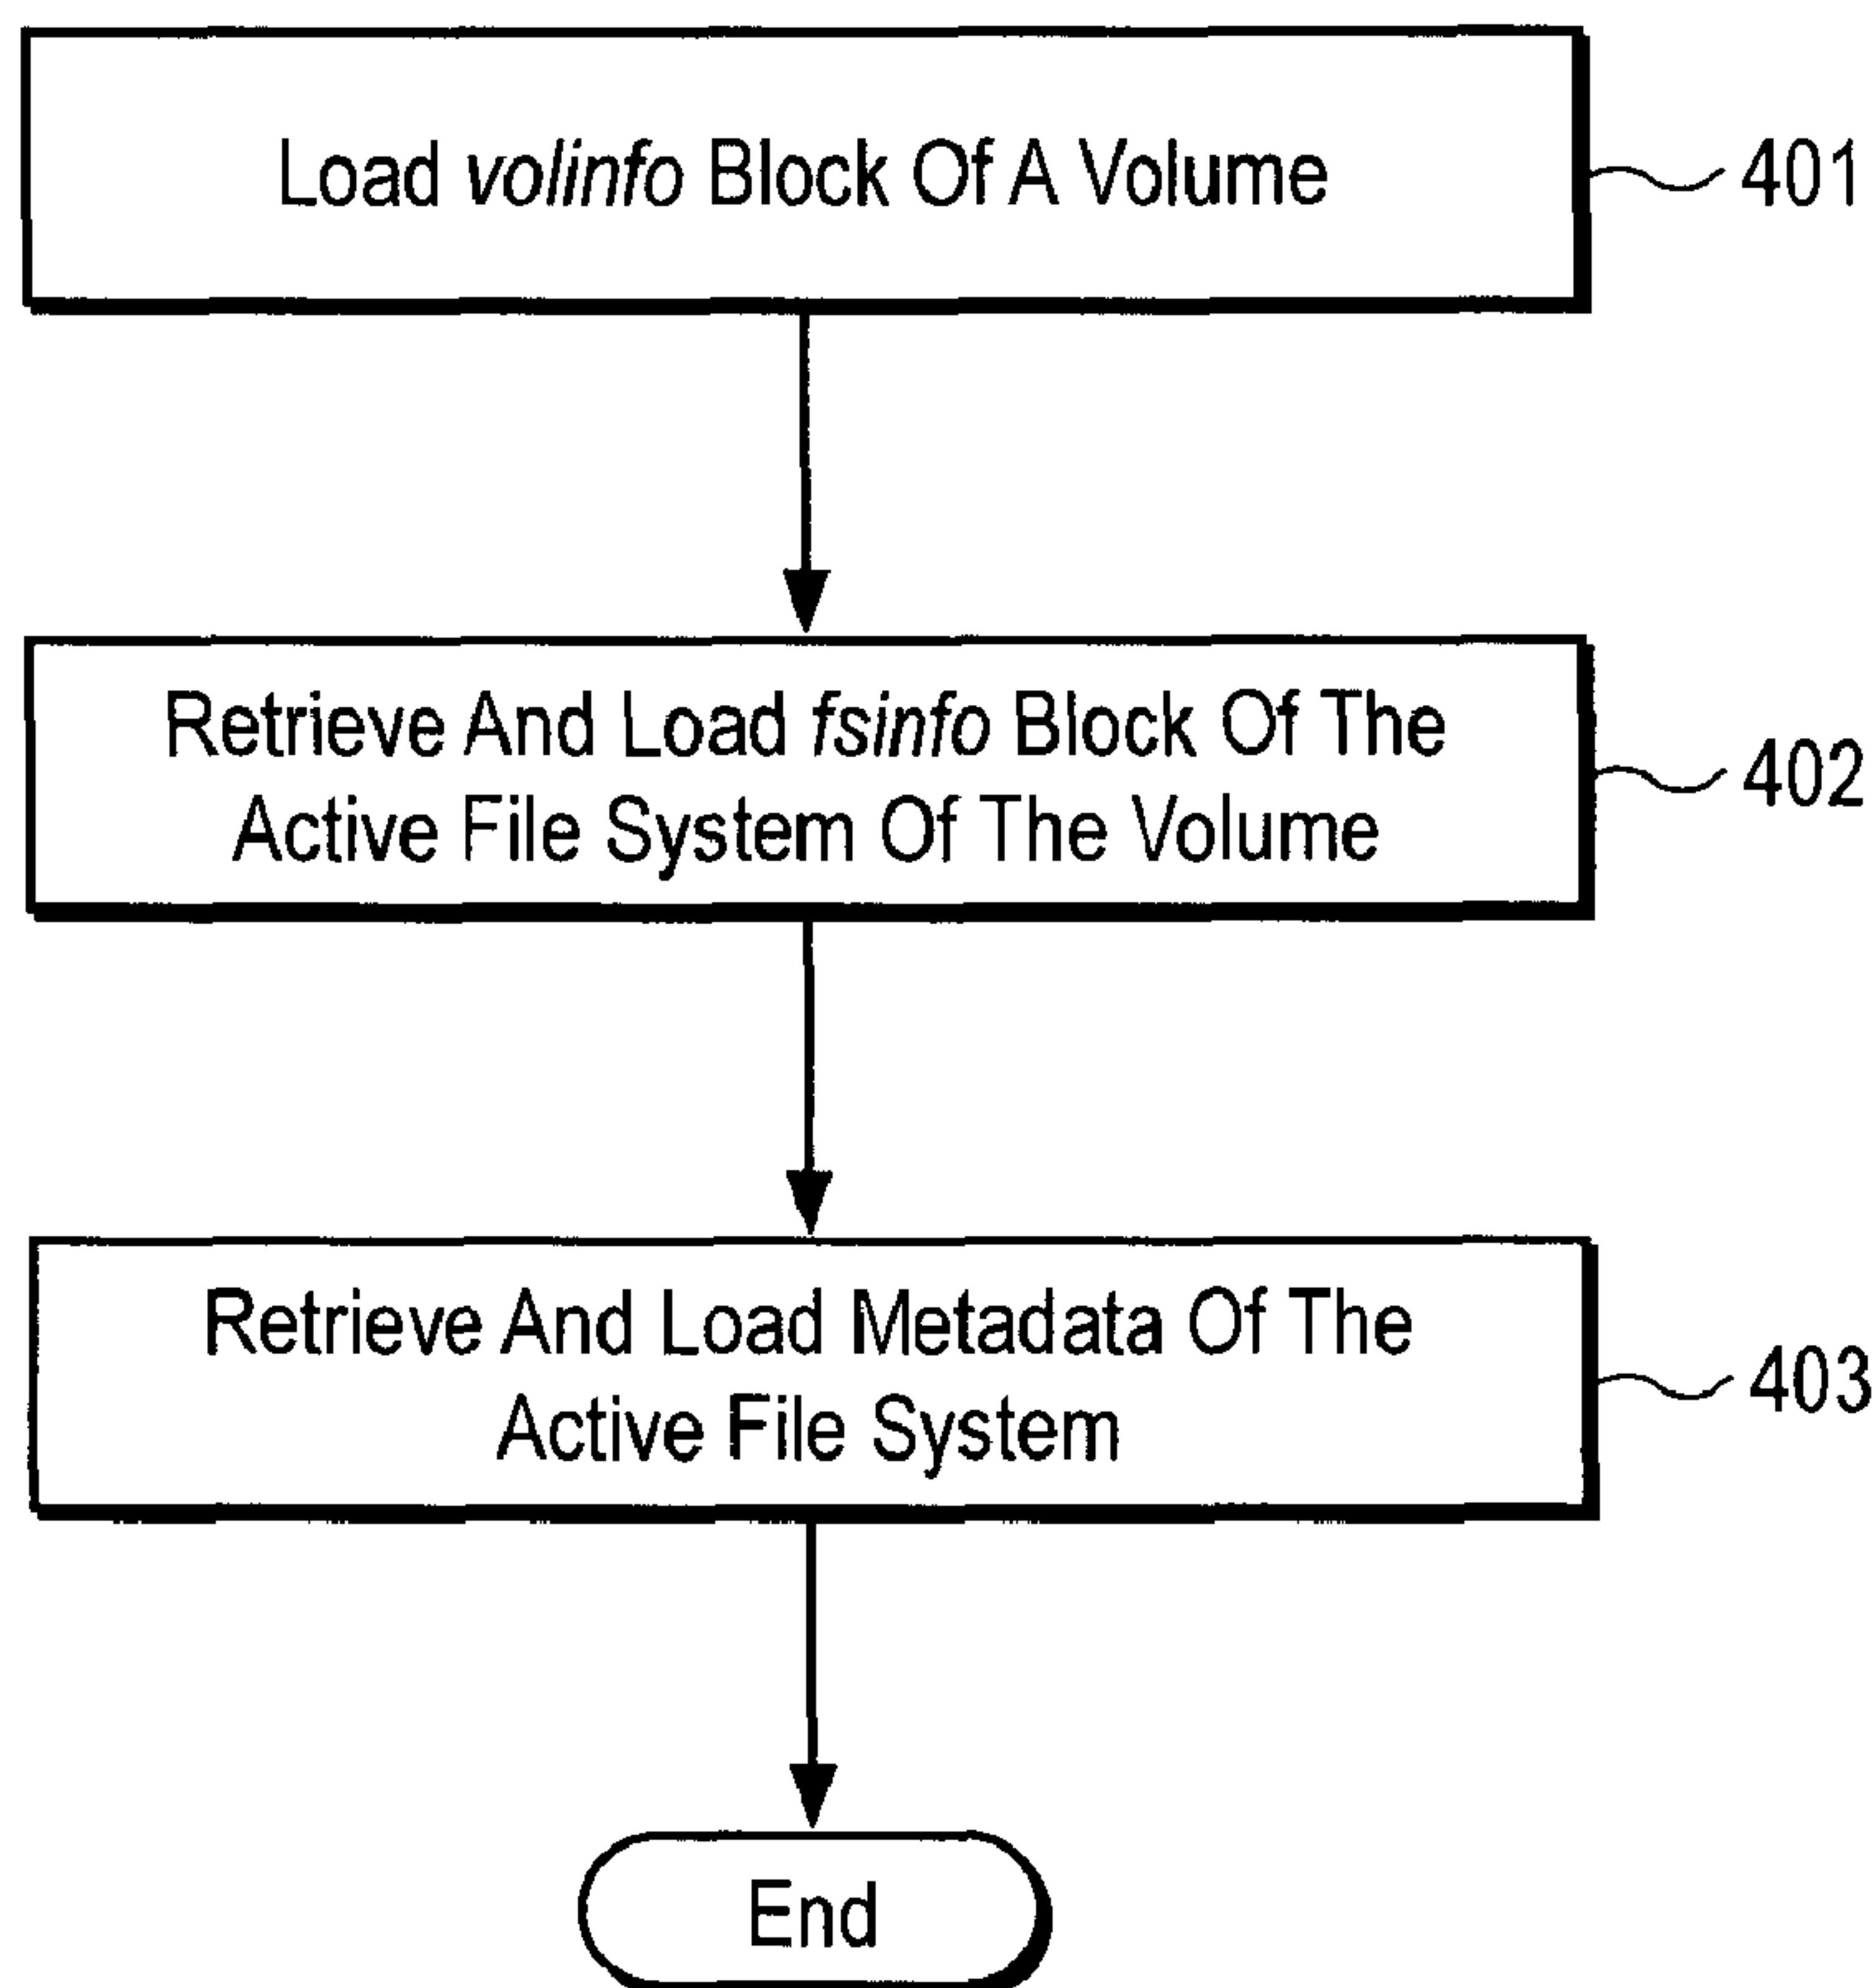 Load volinfo Block Of A Volume
401
Retrieve And Load fsinfo Block Of The
Active File System Of The Volume
402
Retrieve And Load Metadata Of The
Active File System
403
End